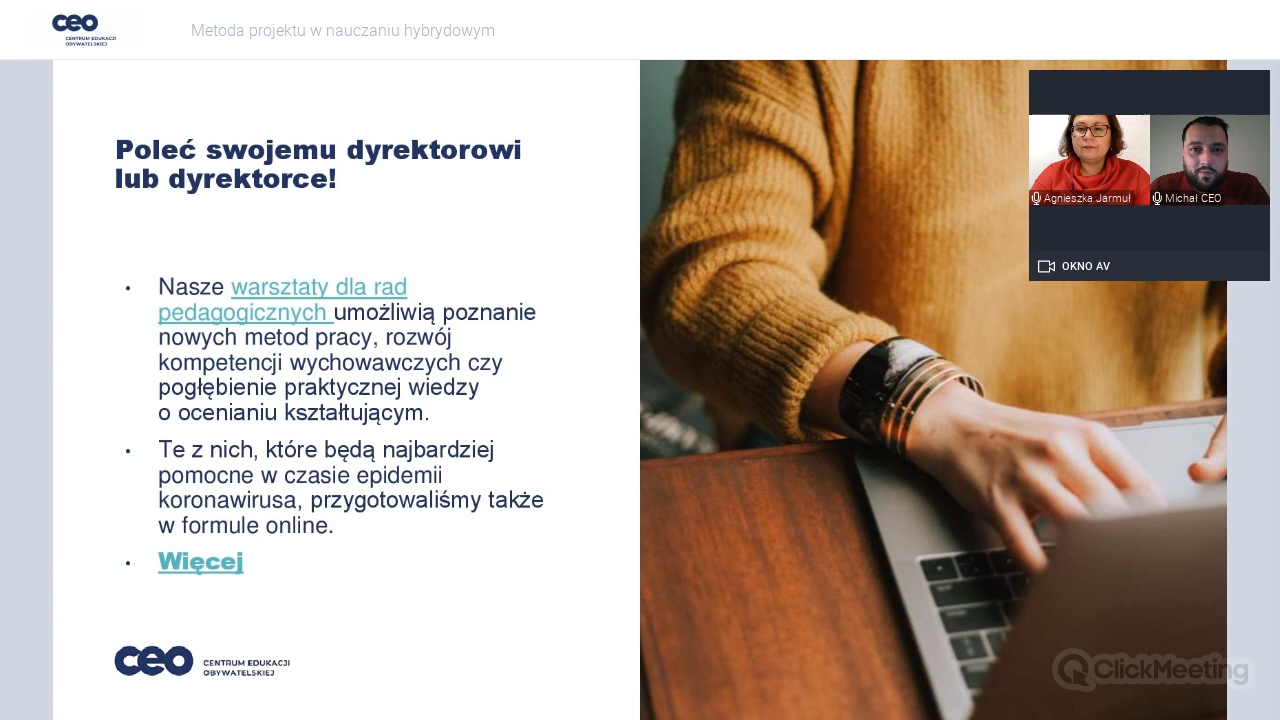 ceo
CENTRUM EDUKACJI
OBYWATELSKIEJ
Metoda projektu w nauczaniu hybrydowym
Poleć swojemu dyrektorowi
lub dyrektorce!
• Nasze warsztaty dla rad
pedagogicznych umożliwią poznanie
nowych metod pracy, rozwój
kompetencji wychowawczych czy
pogłębienie praktycznej wiedzy
o ocenianiu kształtującym.
• Te z nich, które będą najbardziej
pomocne w czasie epidemii
koronawirusa, przygotowaliśmy także
w formule online.
• Więcej
ceo
CENTRUM EDUKACJI
OBYWATELSKIEJ
Agnieszka Jarmuł
Michał CEO
OKNO AV
ClickMeeting